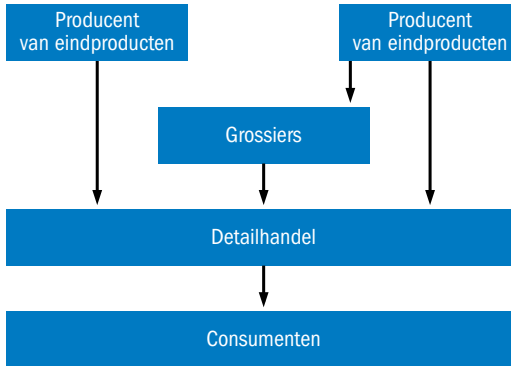 Producent
van eindproducten
Producent
van eindproducten
Grossiers
Detailhandel
Consumenten